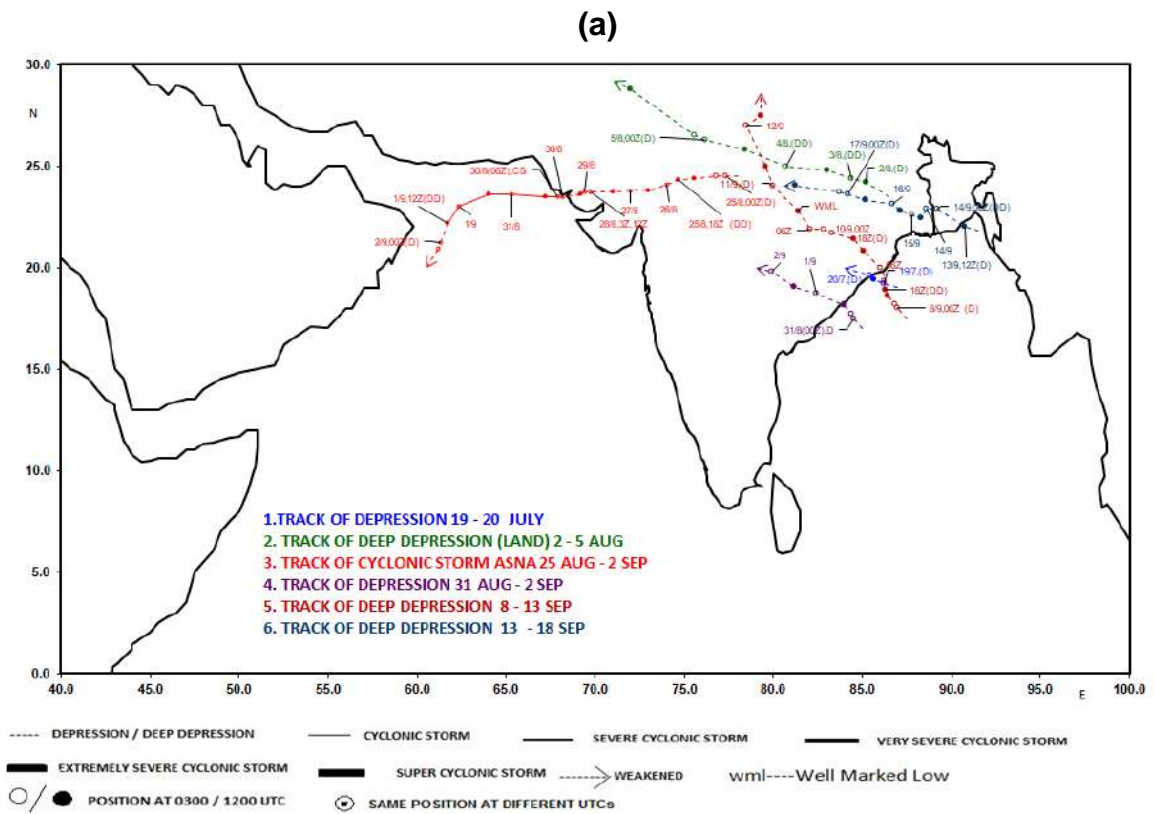 (a)
30.0
N
25.0
20.0
15.0
10.0
5.0
0.0
40.0 45.0 50.0 55.0 60.0 65.0 70.0 75.0 80.0 85.0 90.0 95.0 100.0
E
12/9
5/8,00Z(D)
4/8,(DD)
17/9,00Z(D)
3/8,(DD)
2/8,(D)
30/8
29/8
11/9,(D)
25/8,00Z(D)
16/9
1/9,12Z(DD)
27/8
26/8
WML
1/9
31/8
28/8,3Z,12Z
25/8,18Z (DD)
10/9,00Z
18Z(D)
15/9
14/9
2/9,00Z(D)
13/9,12Z(D)
2/9
1/9
20/7,(D)
19/7,(D)
18Z(DD)
31/8(00Z),D
1.TRACK OF DEPRESSION 19 - 20 JULY
2. TRACK OF DEEP DEPRESSION (LAND) 2 - 5 AUG
3. TRACK OF CYCLONIC STORM ASNA 25 AUG - 2 SEP
4. TRACK OF DEPRESSION 31 AUG - 2 SEP
5. TRACK OF DEEP DEPRESSION 8 - 13 SEP
6. TRACK OF DEEP DEPRESSION 13 - 18 SEP
DEPRESSION / DEEP DEPRESSION
CYCLONIC STORM
SEVERE CYCLONIC STORM
VERY SEVERE CYCLONIC STORM
EXTREMELY SEVERE CYCLONIC STORM
SUPER CYCLONIC STORM
WEAKENED
wml----Well Marked Low
POSITION AT 0300 / 1200 UTC
SAME POSITION AT DIFFERENT UTCs